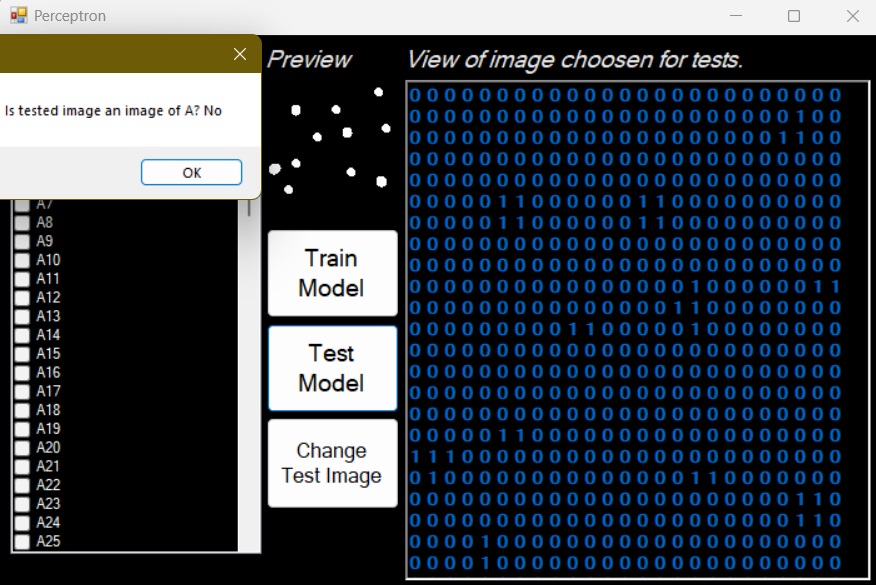 Perceptron
Is tested image an image of A? No
OK
A7
A8
A9
A10
A11
A12
A13
A14
A15
A16
A17
A18
A19
A20
A21
A22
A23
A24
A25
Preview
Train
Model
Test
Model
Change
Test Image
View of image choosen for tests.
0 0 0 0 0 0 0 0 0 0 0 0 0 0 0 0 0 0 0 0 0 0 0 0 0
0 0 0 0 0 0 0 0 0 0 0 0 0 0 0 0 0 0 0 0 0 0 1 0 0
0 0 0 0 0 0 0 0 0 0 0 0 0 0 0 0 0 0 0 0 0 1 1 0 0
0 0 0 0 0 0 0 0 0 0 0 0 0 0 0 0 0 0 0 0 0 0 0 0 0
0 0 0 0 0 0 0 0 0 0 0 0 0 0 0 0 0 0 0 0 0 0 0 0 0
0 0 0 0 0 1 1 0 0 0 0 0 0 1 1 0 0 0 0 0 0 0 0 0 0
0 0 0 0 0 1 1 0 0 0 0 0 0 1 1 0 0 0 0 0 0 0 0 0 0
0 0 0 0 0 0 0 0 0 0 0 0 0 0 0 0 0 0 0 0 0 0 0 0 0
0 0 0 0 0 0 0 0 0 0 0 0 0 0 0 0 0 0 0 0 0 0 0 0 0
0 0 0 0 0 0 0 0 0 0 0 0 0 0 0 0 1 0 0 0 0 0 0 1 1
0 0 0 0 0 0 0 0 0 0 0 0 0 0 0 1 1 0 0 0 0 0 0 0 0
0 0 0 0 0 0 0 0 0 1 1 0 0 0 0 0 1 0 0 0 0 0 0 0 0
0 0 0 0 0 0 0 0 0 0 0 0 0 0 0 0 0 0 0 0 0 0 0 0 0
0 0 0 0 0 0 0 0 0 0 0 0 0 0 0 0 0 0 0 0 0 0 0 0 0
0 0 0 0 0 0 0 0 0 0 0 0 0 0 0 0 0 0 0 0 0 0 0 0 0
0 0 0 0 0 0 0 0 0 0 0 0 0 0 0 0 0 0 0 0 0 0 0 0 0
0 0 0 0 0 1 1 0 0 0 0 0 0 0 0 0 0 0 0 0 0 0 0 0 0
1 1 1 0 0 0 0 0 0 0 0 0 0 0 0 0 0 0 0 0 0 0 0 0 0
0 1 0 0 0 0 0 0 0 0 0 0 0 0 0 0 1 1 0 0 0 0 0 0 0
0 0 0 0 0 0 0 0 0 0 0 0 0 0 0 0 0 0 0 0 0 0 1 1 0
0 0 0 0 0 0 0 0 0 0 0 0 0 0 0 0 0 0 0 0 0 0 1 1 0
0 0 0 0 1 0 0 0 0 0 0 0 0 0 0 0 0 0 0 0 0 0 0 0 0
0 0 0 0 1 0 0 0 0 0 0 0 0 0 0 0 0 0 0 0 0 0 0 0 0